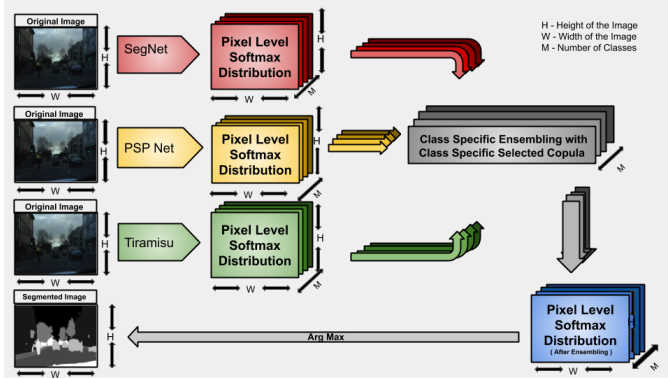 H - Height of the Image
W - Width of the Image
M - Number of Classes
Original Image
H
W
SegNet
Pixel Level
Softmax
Distribution
H
W
M
Original Image
H
W
PSP Net
Pixel Level
Softmax
Distribution
H
W
M
Class Specific Ensembling with
Class Specific Selected Copula
M
Original Image
H
W
Tiramisu
Pixel Level
Softmax
Distribution
H
W
M
Segmented Image
H
W
Arg Max
Pixel Level
Softmax
Distribution
( After Ensembling )
H
W
M